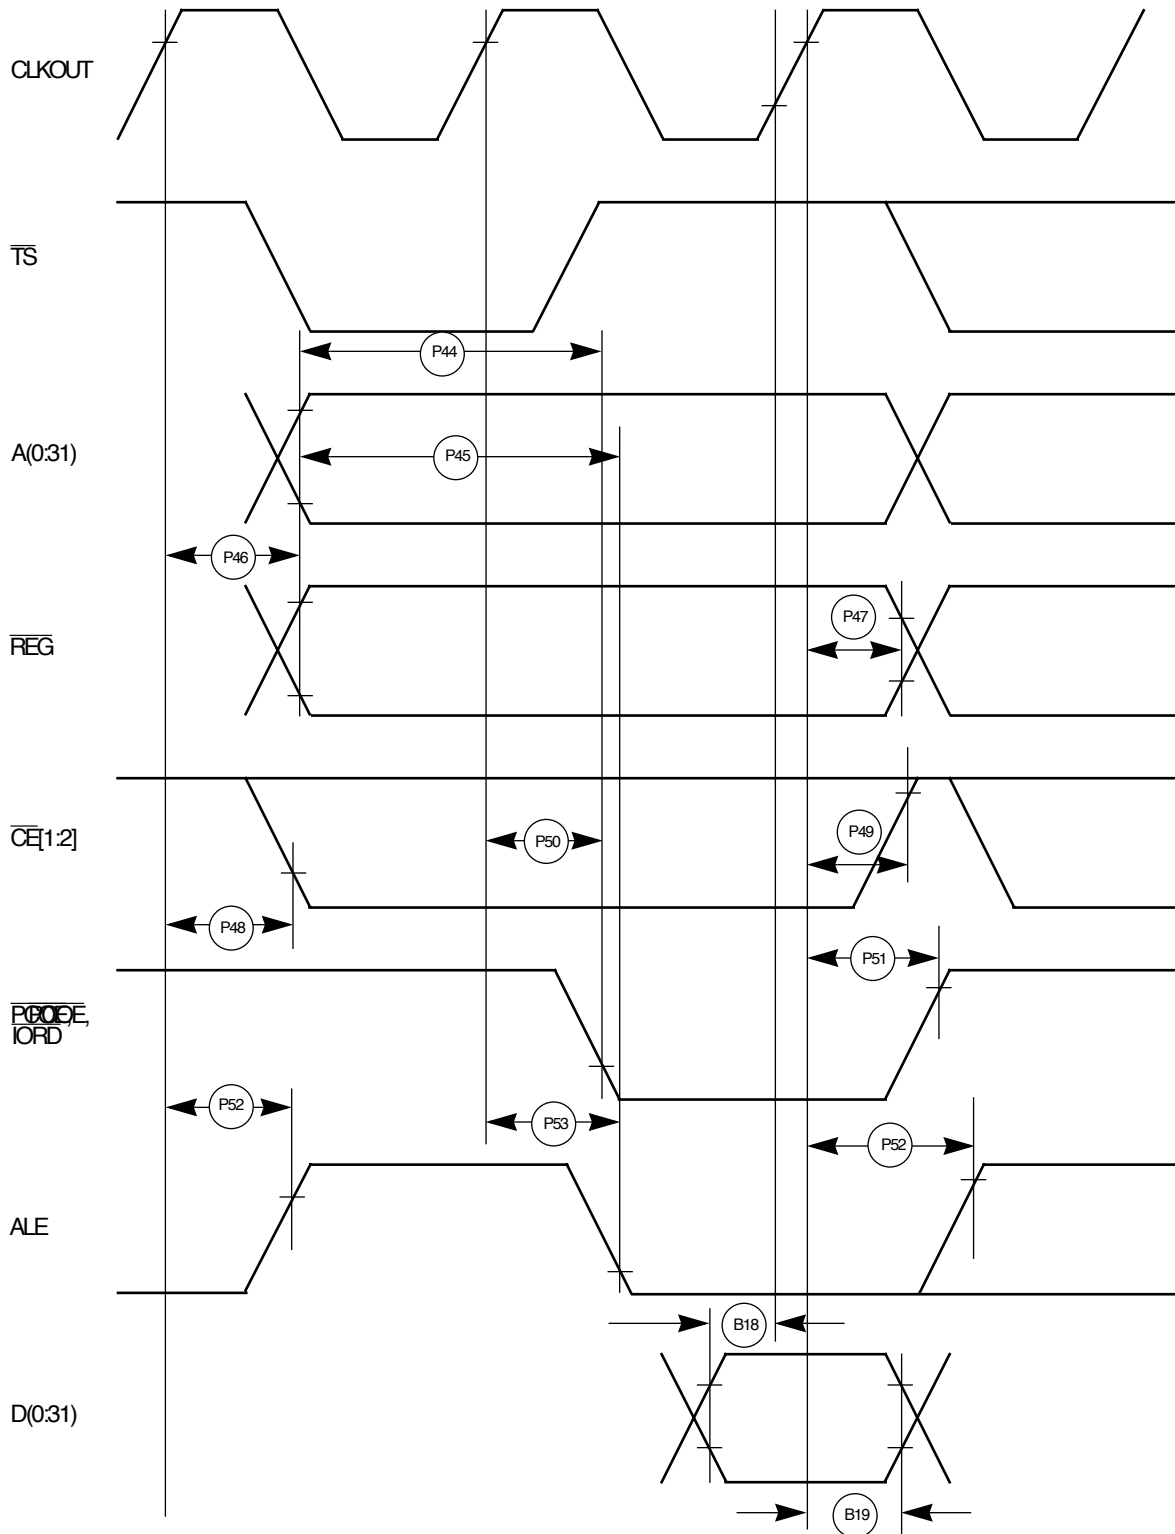 CLKOUT
TS
P44
A(0:31)
P45
P46
P47
REG
CE[1:2]
P50
P49
P48
P51
IORD
P52
P53
P52
ALE
B18
D(0:31)
B19